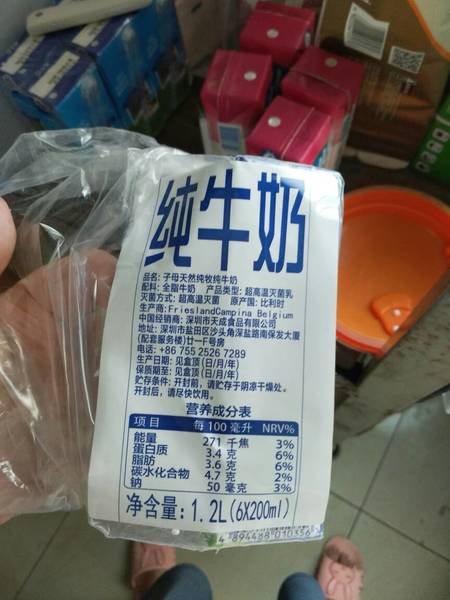 纯牛奶
品名: 子母天然纯牧纯牛奶
配料: 全脂牛奶 产品类型: 超高温灭菌乳
灭菌方式: 超高温灭菌 原产国: 比利时
生产商: FrieslandCampina Belgium
中国经销商: 深圳市天成食品有限公司
地址: 深圳市盐田区沙头角深盐路南保发大厦
(配套服务楼)廿一F号房
电话: +86 755 2526 7289
生产日期: 见盒顶(日/月/年)
保质期至: 见盒顶(日/月/年)
贮存条件: 开封前, 请贮存于阴凉干燥处。
开封后, 请尽快饮用。
营养成分表
项目 每100毫升 NRV%
能量 271 千焦 3%
蛋白质 3.4 克 6%
脂肪 3.6 克 6%
碳水化合物 4.7 克 2%
钠 50 毫克 3%
净含量: 1.2L(6X200ml)
4 894488 010356